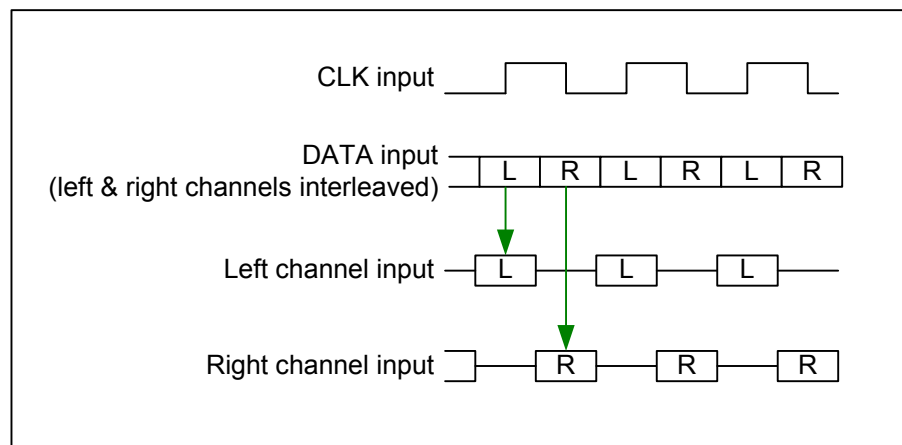 CLK input
DATA input
(left & right channels interleaved)
L R L R L R
Left channel input
L L L
Right channel input
R R R